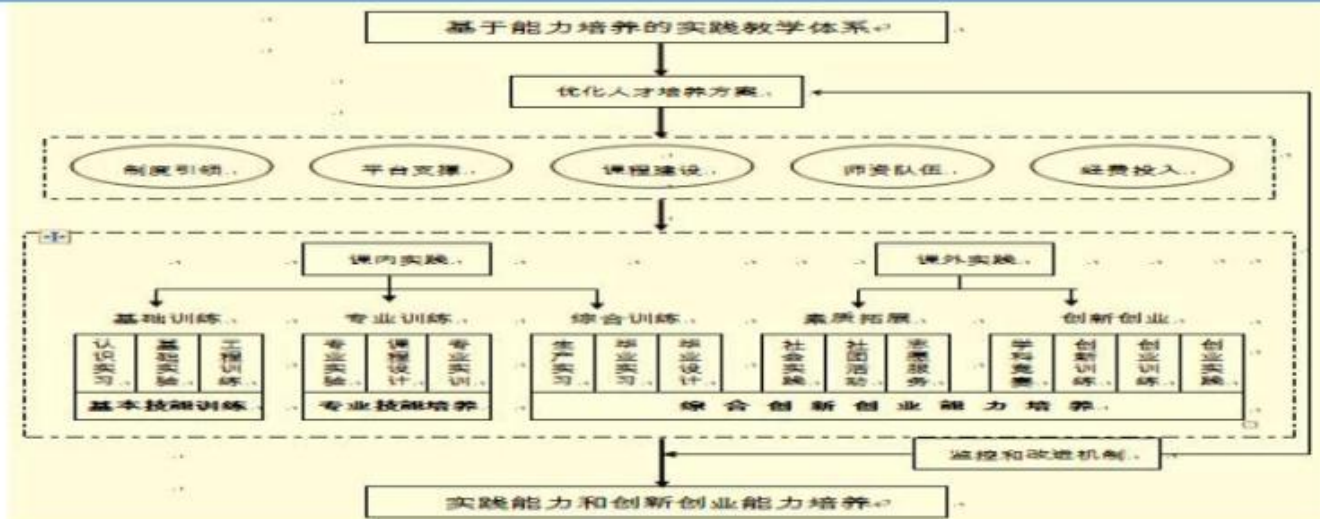 基于能力培养的实践教学体系
优化人才培养方案
制度引领 平台支撑 课程建设 师资队伍 经费投入
课内实践 课外实践
基础训练 专业训练 综合训练 素质拓展 创新创业
认识实习 基础实验 工程训练 专业实验 课程设计 专业实训 生产实习 毕业实习 毕业设计 社会实践 社团活动 志愿服务 学科竞赛 创新训练 创业训练 创业实践
基本技能训练 专业技能培养 综合创新创业能力培养
监控和改进机制
实践能力和创新创业能力培养